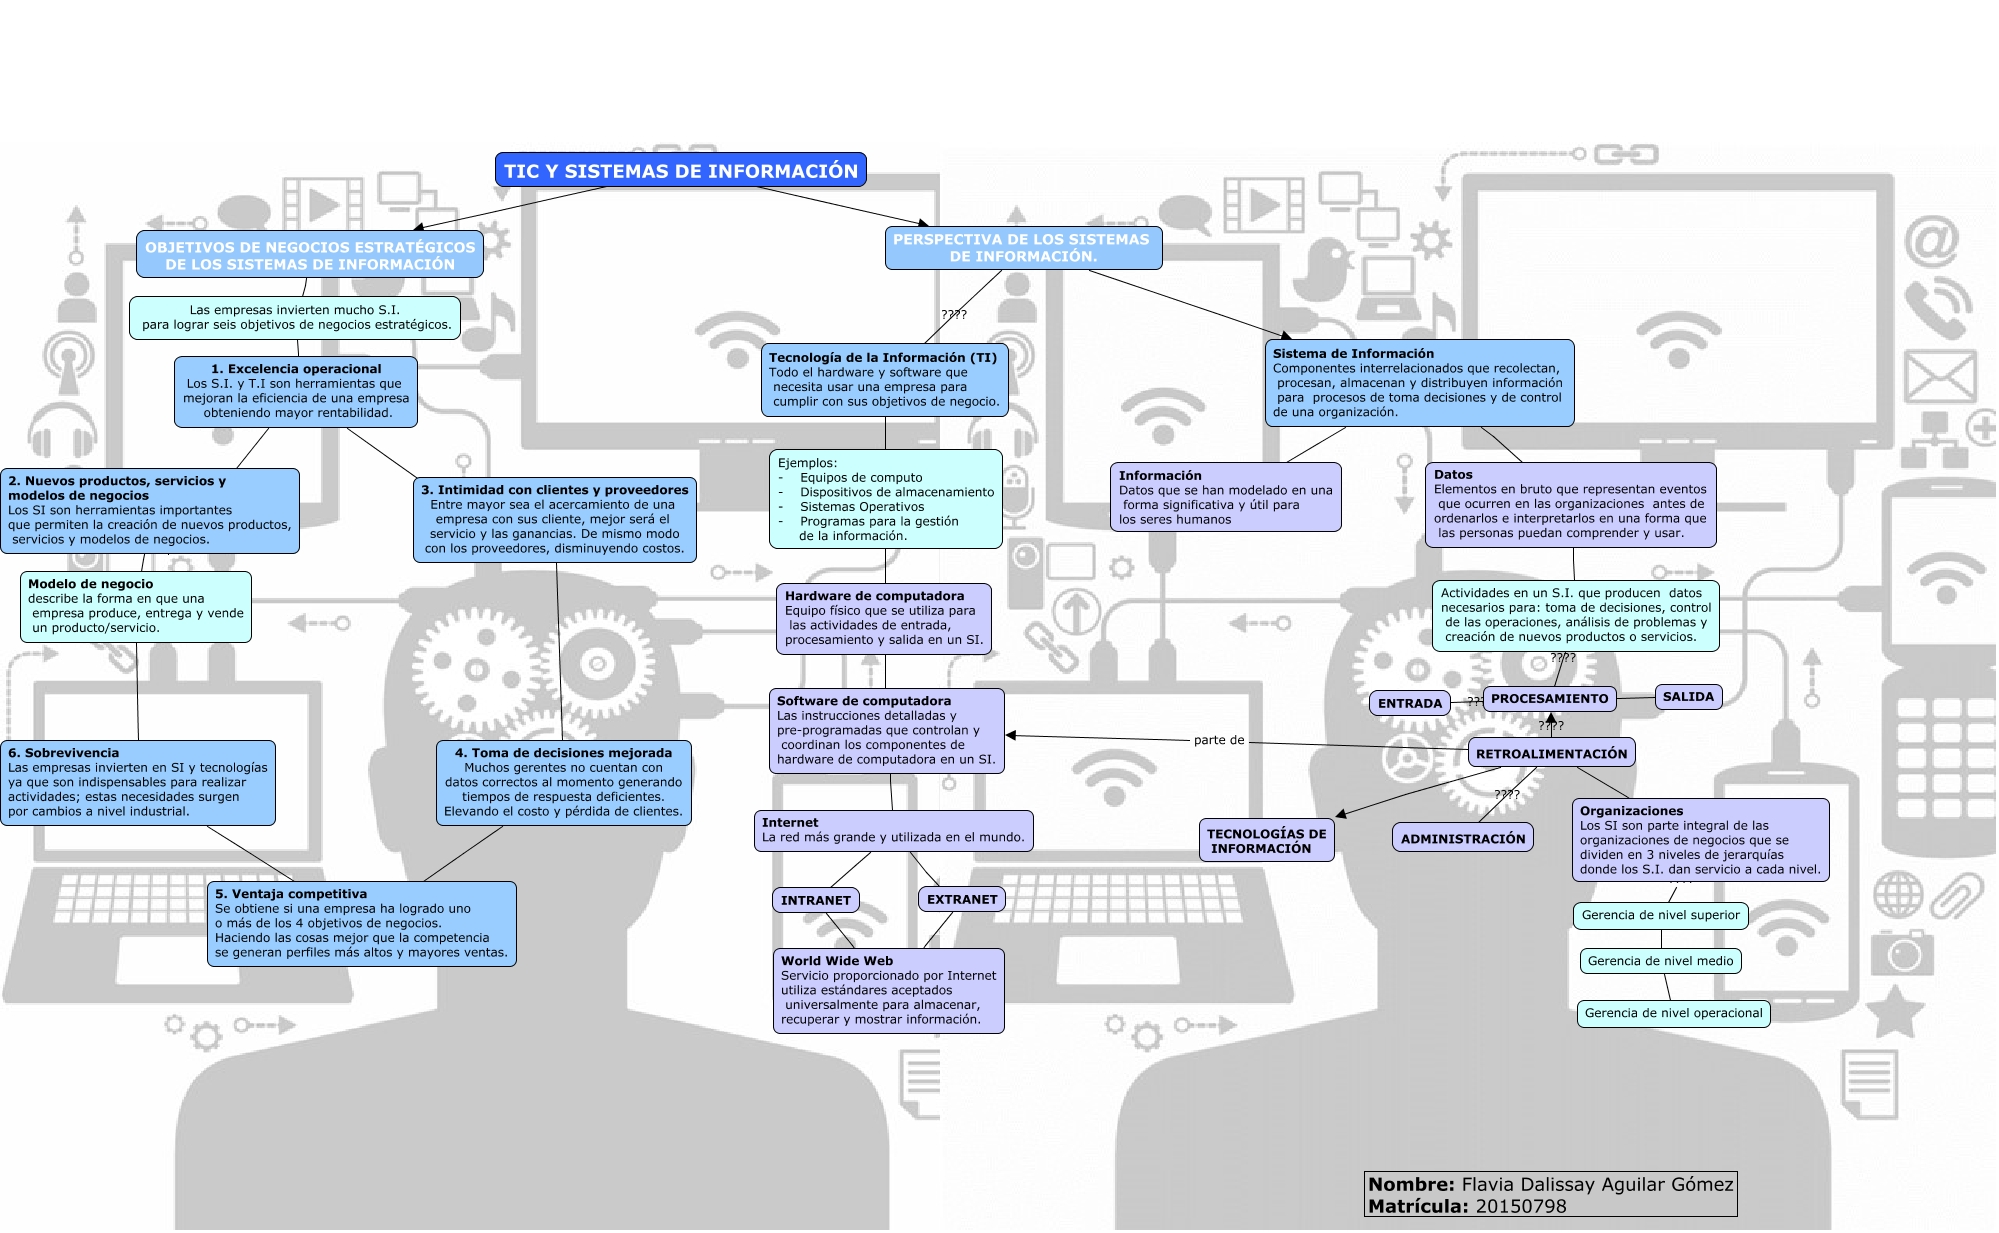 TIC Y SISTEMAS DE INFORMACIÓN
OBJETIVOS DE NEGOCIOS ESTRATÉGICOS
DE LOS SISTEMAS DE INFORMACIÓN
Las empresas invierten mucho S.I.
para lograr seis objetivos de negocios estratégicos.
1. Excelencia operacional
Los S.I. y T.I son herramientas que
mejoran la eficiencia de una empresa
obteniendo mayor rentabilidad.
2. Nuevos productos, servicios y
modelos de negocios
Los SI son herramientas importantes
que permiten la creación de nuevos productos,
servicios y modelos de negocios.
3. Intimidad con clientes y proveedores
Entre mayor sea el acercamiento de una
empresa con sus cliente, mejor será el
servicio y las ganancias. De mismo modo
con los proveedores, disminuyendo costos.
Modelo de negocio
describe la forma en que una
empresa produce, entrega y vende
un producto/servicio.
6. Sobrevivencia
Las empresas invierten en SI y tecnologías
ya que son indispensables para realizar
actividades; estas necesidades surgen
por cambios a nivel industrial.
4. Toma de decisiones mejorada
Muchos gerentes no cuentan con
datos correctos al momento generando
tiempos de respuesta deficientes.
Elevando el costo y pérdida de clientes.
5. Ventaja competitiva
Se obtiene si una empresa ha logrado uno
o más de los 4 objetivos de negocios.
Haciendo las cosas mejor que la competencia
se generan perfiles más altos y mayores ventas.
PERSPECTIVA DE LOS SISTEMAS
DE INFORMACIÓN.
????
Tecnología de la Información (TI)
Todo el hardware y software que
necesita usar una empresa para
cumplir con sus objetivos de negocio.
Ejemplos:
- Equipos de computo
- Dispositivos de almacenamiento
- Sistemas Operativos
- Programas para la gestión
de la información.
Hardware de computadora
Equipo físico que se utiliza para
las actividades de entrada,
procesamiento y salida en un SI.
Software de computadora
Las instrucciones detalladas y
pre-programadas que controlan y
coordinan los componentes de
hardware de computadora en un SI.
Internet
La red más grande y utilizada en el mundo.
INTRANET
EXTRANET
World Wide Web
Servicio proporcionado por Internet
utiliza estándares aceptados
universalmente para almacenar,
recuperar y mostrar información.
Sistema de Información
Componentes interrelacionados que recolectan,
procesan, almacenan y distribuyen información
para procesos de toma decisiones y de control
de una organización.
Información
Datos que se han modelado en una
forma significativa y útil para
los seres humanos
Datos
Elementos en bruto que representan eventos
que ocurren en las organizaciones antes de
ordenarlos e interpretarlos en una forma que
las personas puedan comprender y usar.
Actividades en un S.I. que producen datos
necesarios para: toma de decisiones, control
de las operaciones, análisis de problemas y
creación de nuevos productos o servicios.
????
ENTRADA
???
PROCESAMIENTO
SALIDA
????
RETROALIMENTACIÓN
parte de
????
TECNOLOGÍAS DE
INFORMACIÓN
ADMINISTRACIÓN
Organizaciones
Los SI son parte integral de las
organizaciones de negocios que se
dividen en 3 niveles de jerarquías
donde los S.I. dan servicio a cada nivel.
Gerencia de nivel superior
Gerencia de nivel medio
Gerencia de nivel operacional
Nombre: Flavia Dalissay Aguilar Gómez
Matrícula: 20150798